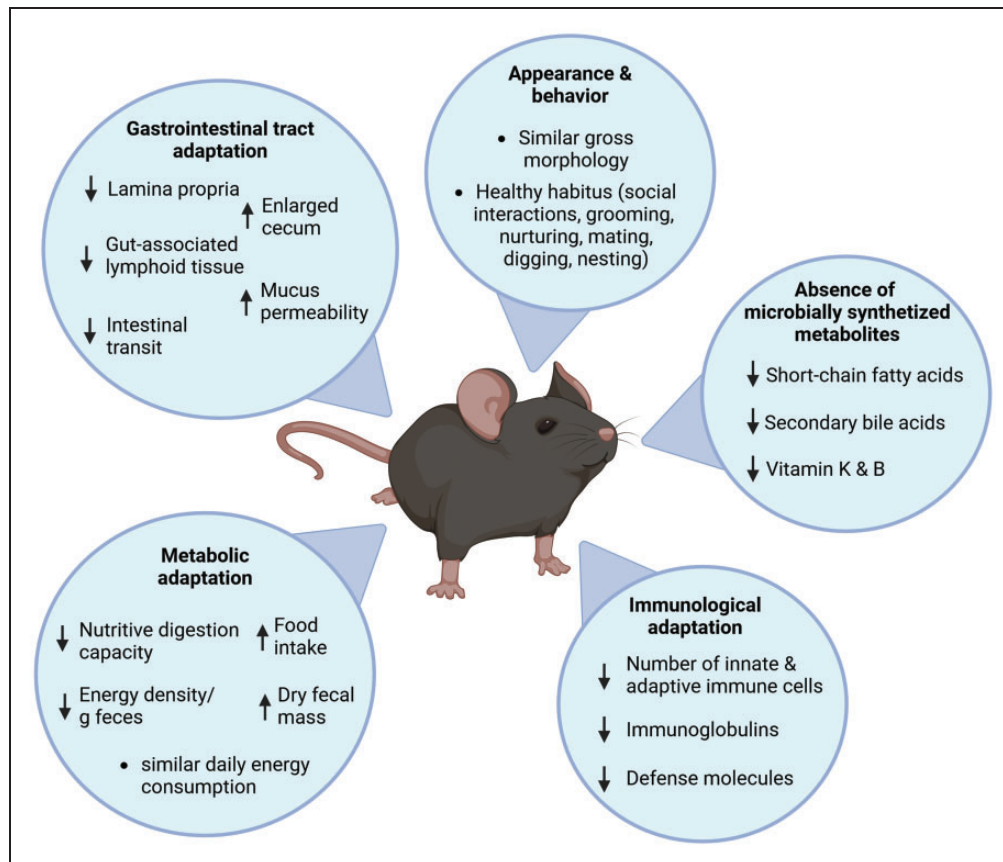 Gastrointestinal tract
adaptation
↓ Lamina propria
↓ Gut-associated
lymphoid tissue
↓ Intestinal
transit
↑ Enlarged
cecum
↑ Mucus
permeability
Appearance &
behavior
• Similar gross
morphology
• Healthy habitus (social
interactions, grooming,
nurturing, mating,
digging, nesting)
Absence of
microbially synthetized
metabolites
↓ Short-chain fatty acids
↓ Secondary bile acids
↓ Vitamin K & B
Metabolic
adaptation
↓ Nutritive digestion
capacity
↓ Energy density/
g feces
↑ Food
intake
↑ Dry fecal
mass
• similar daily energy
consumption
Immunological
adaptation
↓ Number of innate &
adaptive immune cells
↓ Immunoglobulins
↓ Defense molecules